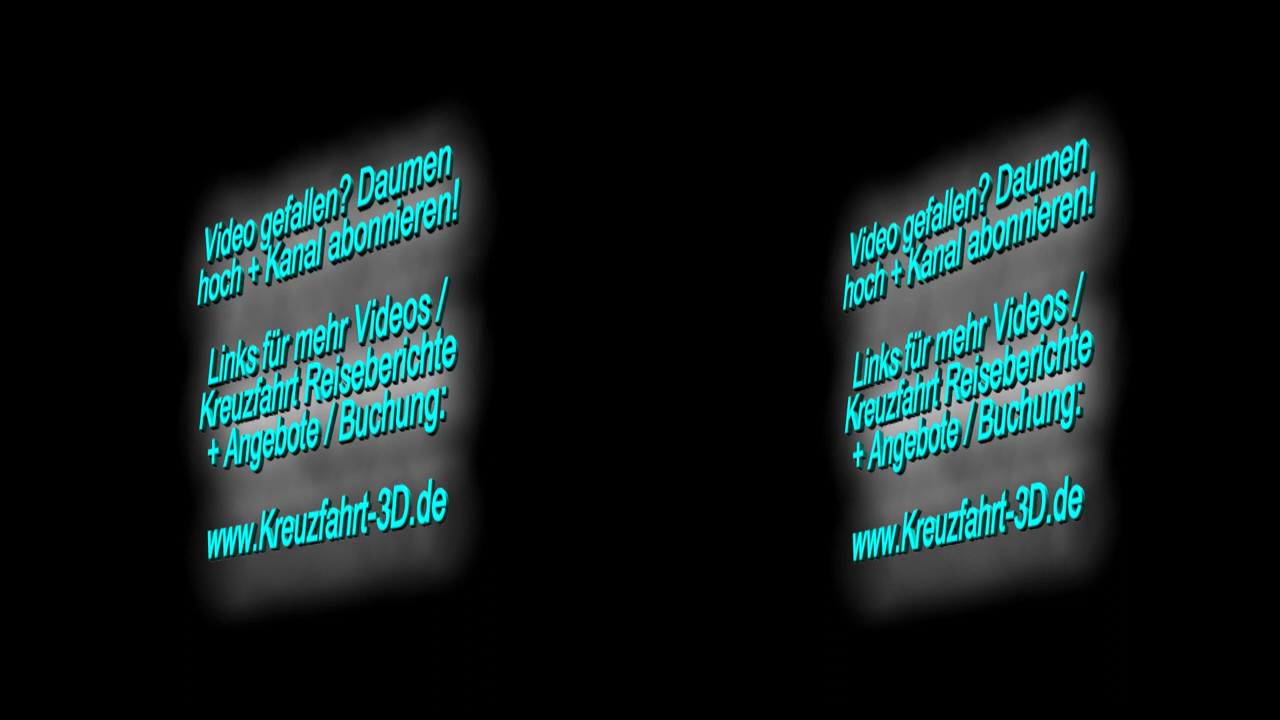 Video gefallen? Daumen
hoch + Kanal abonnieren!
Links für mehr Videos /
Kreuzfahrt Reiseberichte
+ Angebote / Buchung:
www.Kreuzfahrt-3D.de
Video gefallen? Daumen
hoch + Kanal abonnieren!
Links für mehr Videos /
Kreuzfahrt Reiseberichte
+ Angebote / Buchung:
www.Kreuzfahrt-3D.de